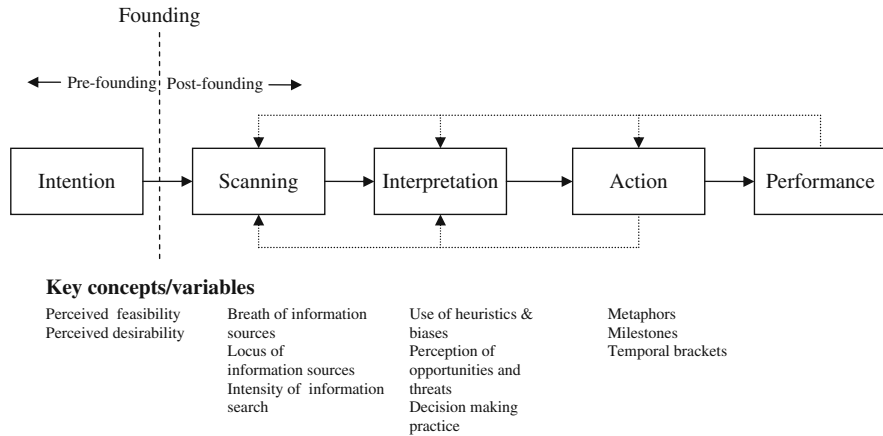 Founding
Pre-founding
Post-founding
Intention
Scanning
Interpretation
Action
Performance
Key concepts/variables
Perceived feasibility
Perceived desirability
Breath of information
sources
Locus of
information sources
Intensity of information
search
Use of heuristics &
biases
Perception of
opportunities and
threats
Decision making
practice
Metaphors
Milestones
Temporal brackets